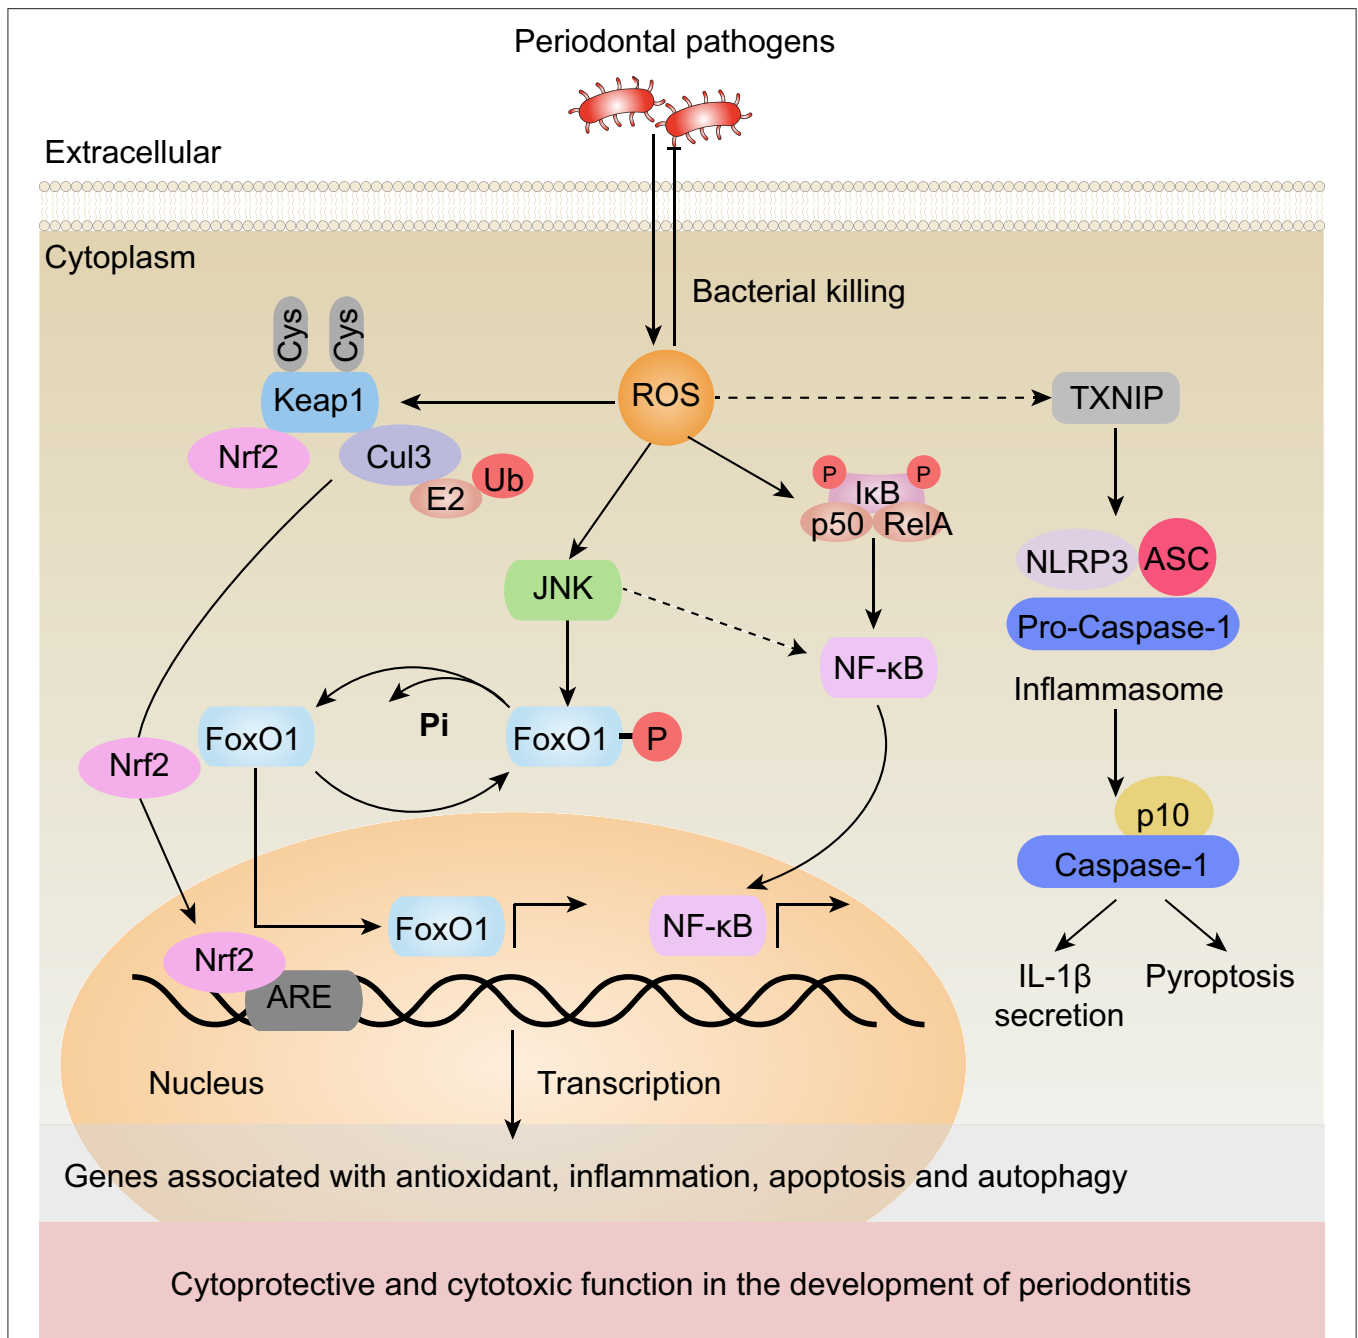 Periodontal pathogens
Extracellular
Cytoplasm
Bacterial killing
Cys
Cys
Keap1
ROS
TXNIP
Nrf2
Cul3
E2
Ub
P
P
IκB
p50
RelA
NLRP3
ASC
JNK
Pro-Caspase-1
NF-κB
Inflammasome
FoxO1
Pi
FoxO1
P
Nrf2
p10
Caspase-1
FoxO1
NF-κB
Nrf2
ARE
IL-1β
secretion
Pyroptosis
Nucleus
Transcription
Genes associated with antioxidant, inflammation, apoptosis and autophagy
Cytoprotective and cytotoxic function in the development of periodontitis